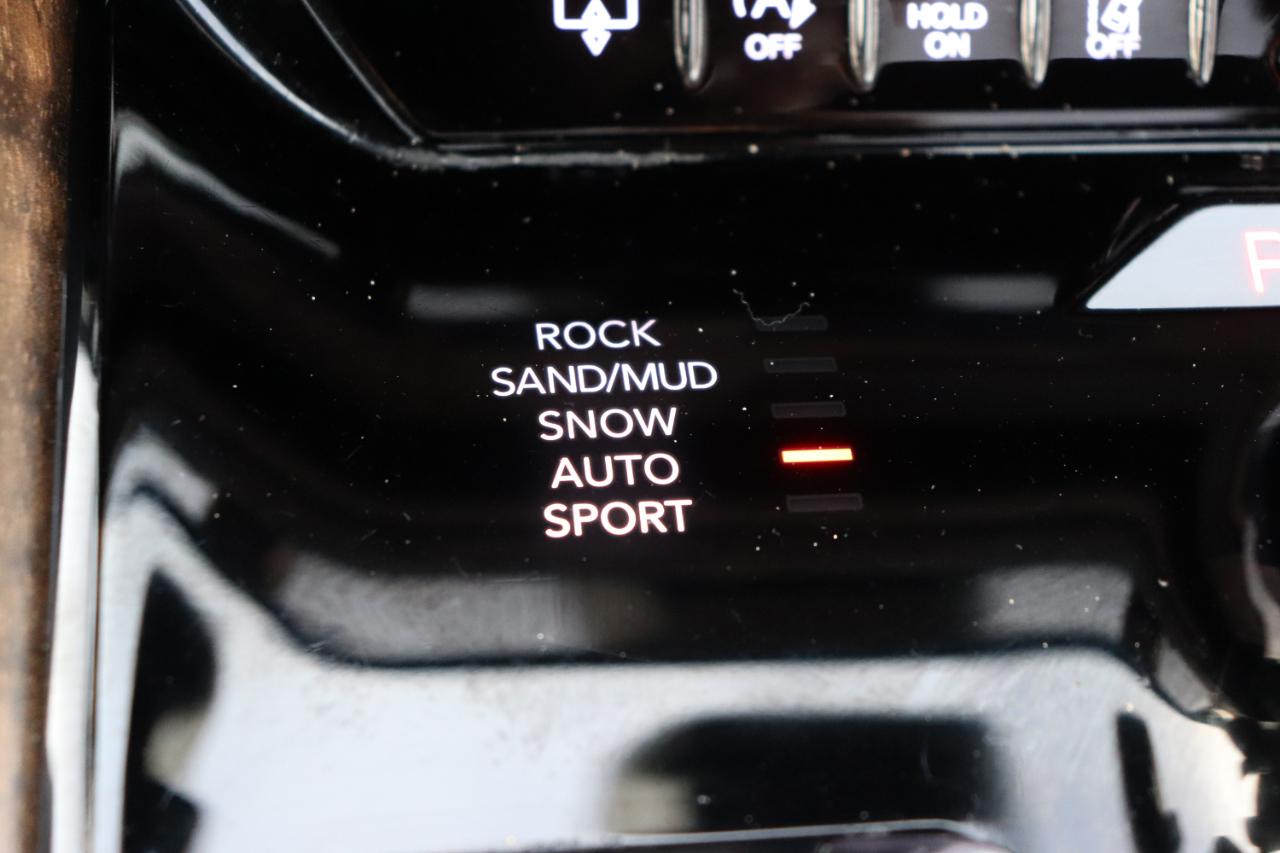 OFF
HOLD
ON
OFF
ROCK
SAND/MUD
SNOW
AUTO
SPORT